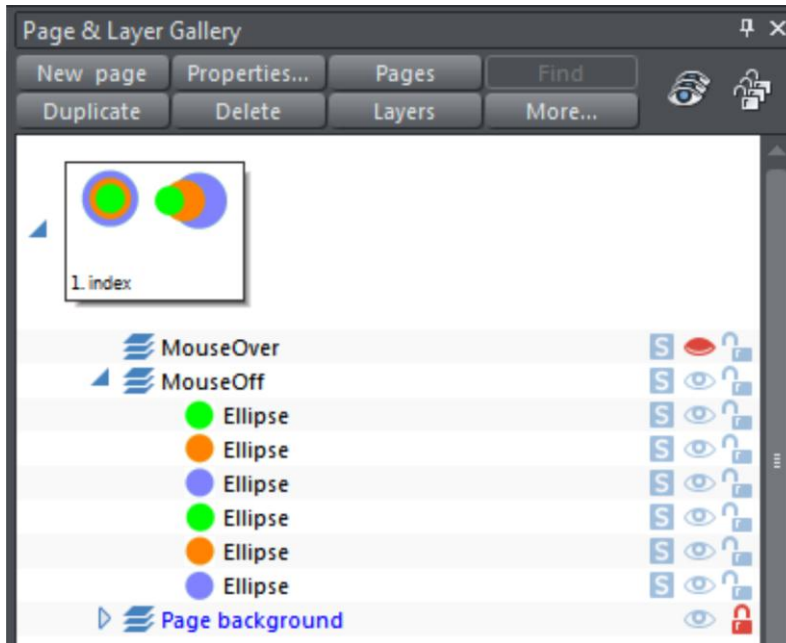 Page & Layer Gallery
New page Properties... Pages Find
Duplicate Delete Layers More...
1. index
MouseOver S
MouseOff S
Ellipse S
Ellipse S
Ellipse S
Ellipse S
Ellipse S
Ellipse S
Page background